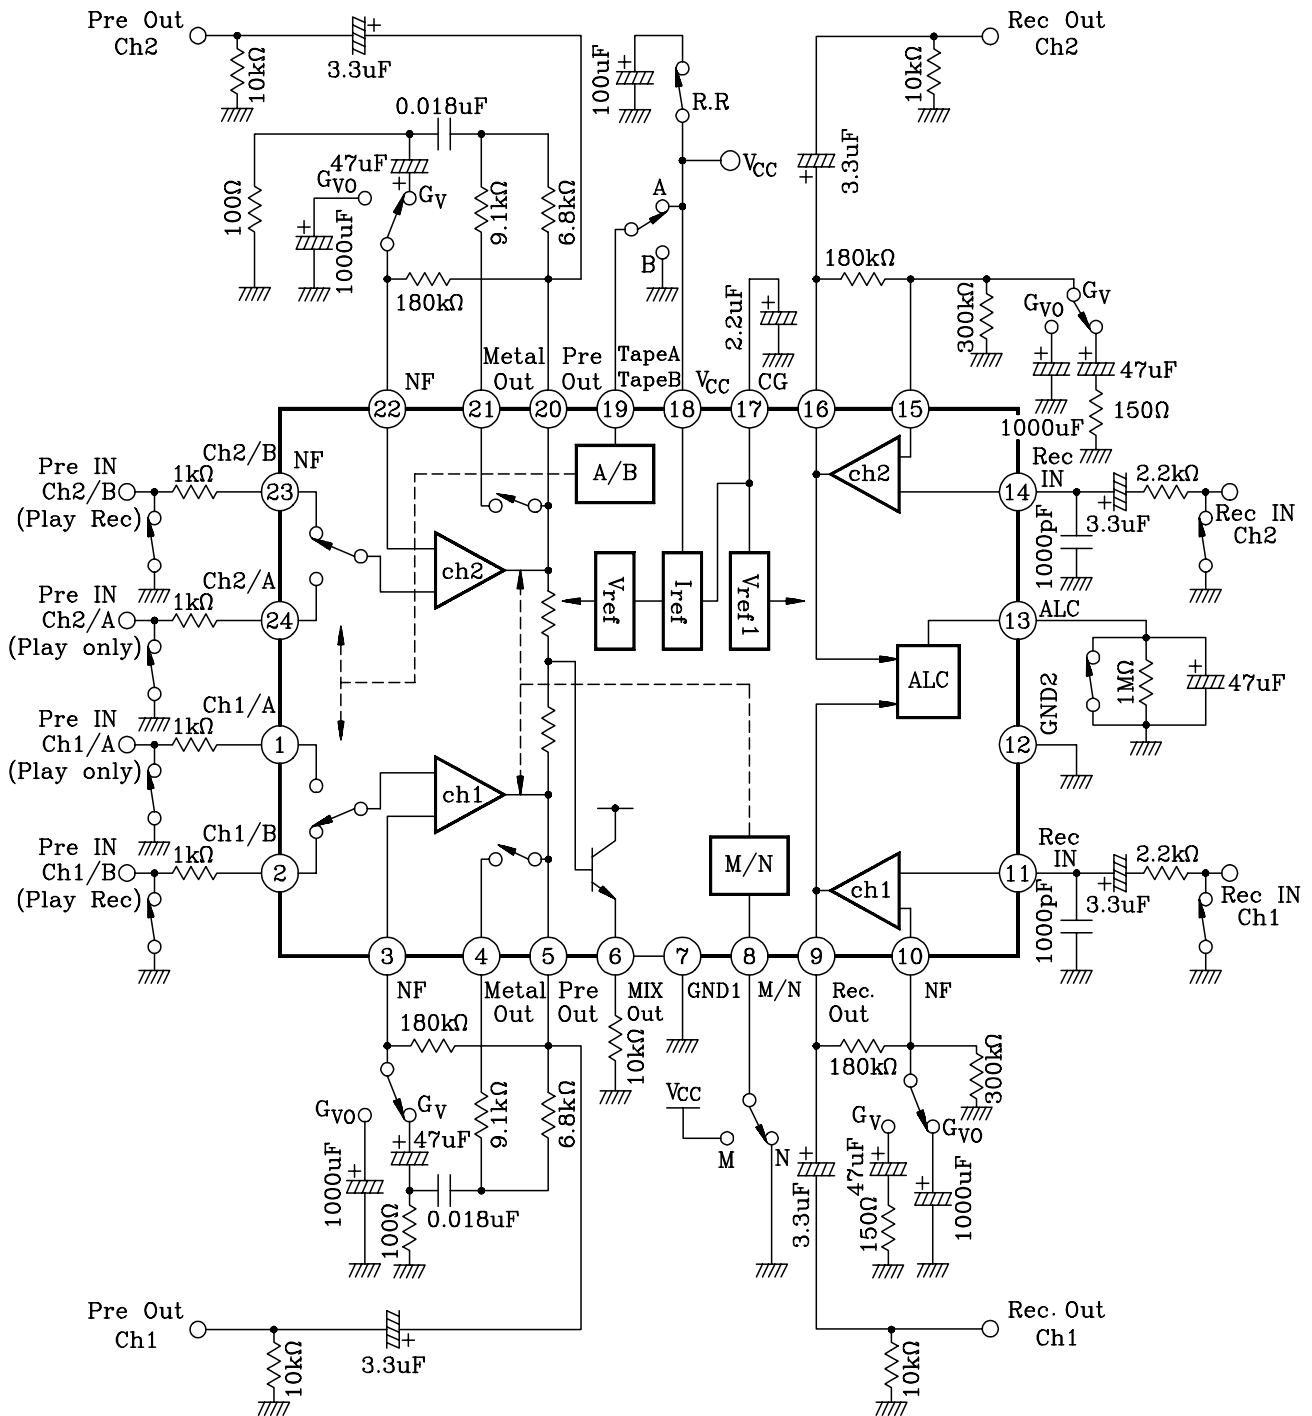 Pre Out
Ch2
10kΩ
+
3.3uF
100uF
+
R.R
Rec Out
Ch2
10kΩ
0.018uF
47uF
+
GVO
GV
100Ω
+
1000uF
9.1kΩ
6.8kΩ
180kΩ
VCC
A
B
3.3uF
+
180kΩ
2.2uF
+
300kΩ
GVO
GV
+
+
47uF
150Ω
1000uF
NF
Metal
Out
Pre
Out
TapeA
TapeB
VCC
CG
22
21
20
19
18
17
16
15
Pre IN
Ch2/B
(Play Rec)
1kΩ
Ch2/B
NF
23
A/B
ch2
14
Rec
IN
1000pF
+
3.3uF
2.2kΩ
Rec IN
Ch2
Pre IN
Ch2/A
(Play only)
1kΩ
Ch2/A
24
ch2
Vref
Iref
Vref1
13
ALC
ALC
1MΩ
+
47uF
Pre IN
Ch1/A
(Play only)
1kΩ
Ch1/A
1
GND2
12
Pre IN
Ch1/B
(Play Rec)
1kΩ
Ch1/B
2
ch1
M/N
ch1
11
Rec
IN
1000pF
+
3.3uF
2.2kΩ
Rec IN
Ch1
3
4
5
6
7
8
9
10
NF
Metal
Out
Pre
Out
MIX
Out
GND1
M/N
Rec.
Out
NF
180kΩ
GVO
GV
+
1000uF
+
47uF
100Ω
0.018uF
9.1kΩ
6.8kΩ
10kΩ
VCC
M
N
180kΩ
300kΩ
GV
GVO
+
3.3uF
+
47uF
150Ω
+
1000uF
Pre Out
Ch1
10kΩ
+
3.3uF
Rec. Out
Ch1
10kΩ